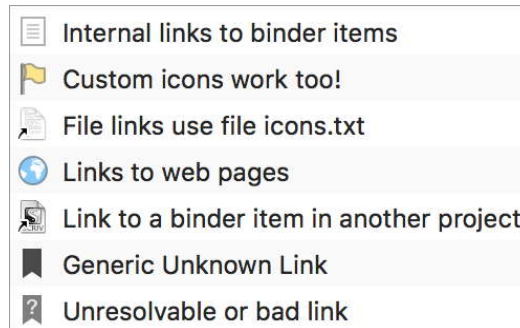 Internal links to binder items
Custom icons work too!
File links use file icons.txt
Links to web pages
Link to a binder item in another project
Generic Unknown Link
Unresolvable or bad link